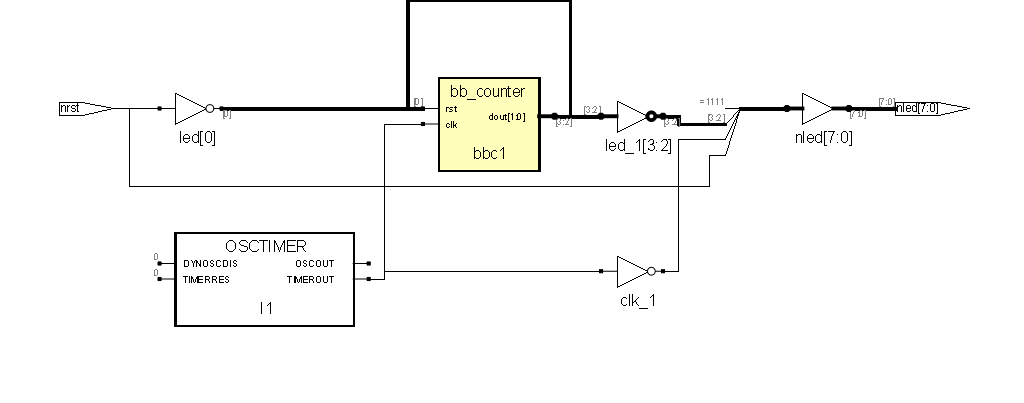 nrst
led[0]
[0]
[0]
bb_counter
rst
clk
dout[1:0]
bbc1
[3:2]
[3:2]
led_1[3:2]
[3:2]
=1111
[3:2]
nled[7:0]
[7:0]
[7:0]
nled[7:0]
0
0
OSCTIMER
DYNOSCDIS
OSCOUT
TIMERRES
TIMEROUT
I1
clk_1